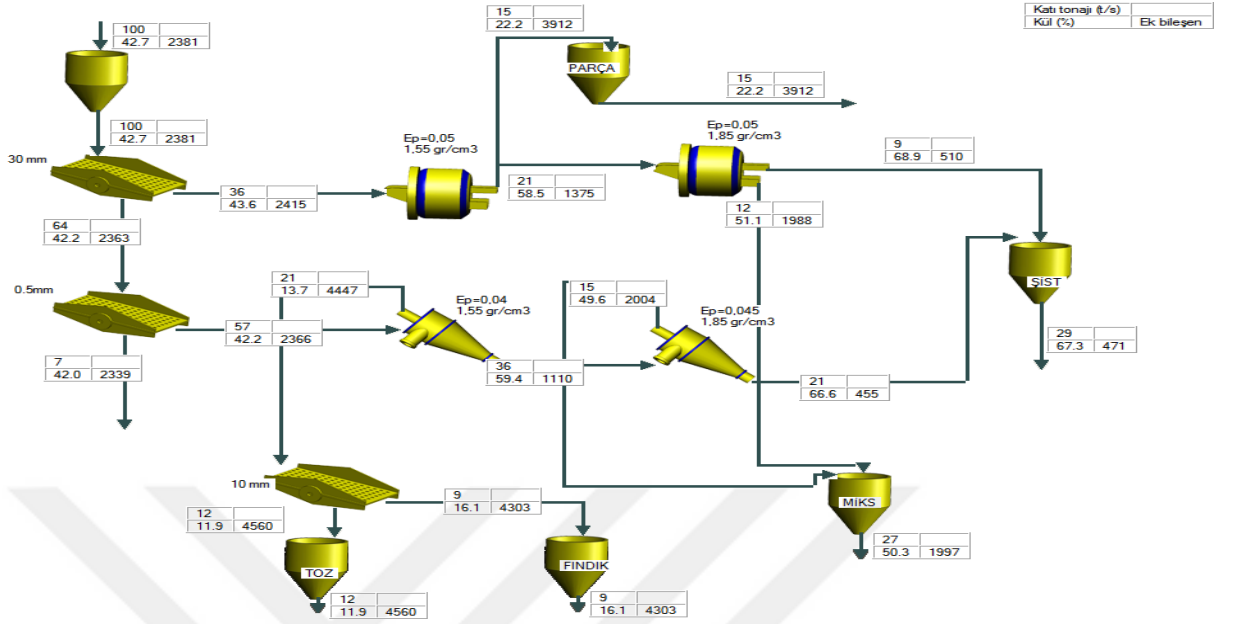 15
22.2 3912
Katı tonajı (t/s)
Kül (%) Ek bileşen
100
42.7 2381
PARÇA
15
22.2 3912
100
42.7 2381
Ep=0,05
1,55 gr/cm3
Ep=0,05
1,85 gr/cm3
9
68.9 510
30 mm
36
43.6 2415
21
58.5 1375
12
51.1 1988
64
42.2 2363
ŞİST
21
13.7 4447
15
49.6 2004
0.5mm
Ep=0,04
1,55 gr/cm3
Ep=0,045
1,85 gr/cm3
57
42.2 2366
29
67.3 471
7
42.0 2339
36
59.4 1110
21
66.6 455
10 mm
9
16.1 4303
MİKS
12
11.9 4560
27
50.3 1997
TOZ
FINDIK
12
11.9 4560
9
16.1 4303